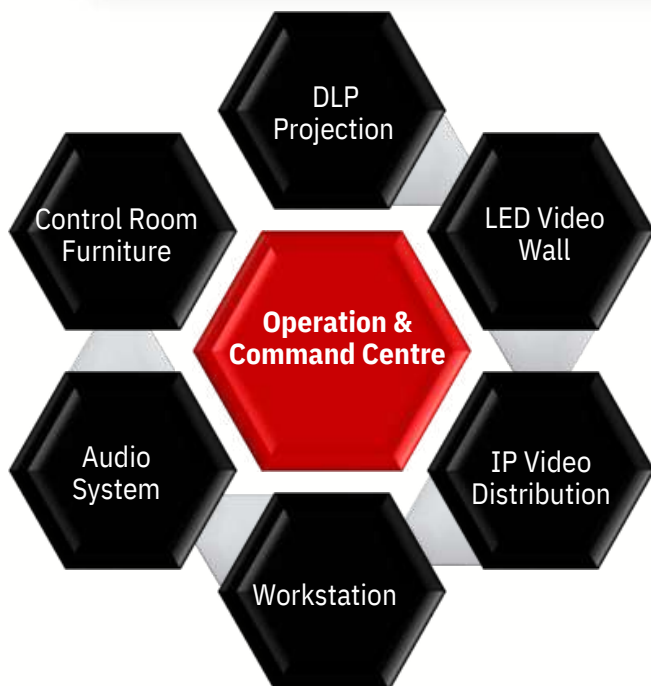 DLP
Projection
Control Room
Furniture
LED Video
Wall
Operation &
Command Centre
Audio
System
IP Video
Distribution
Workstation